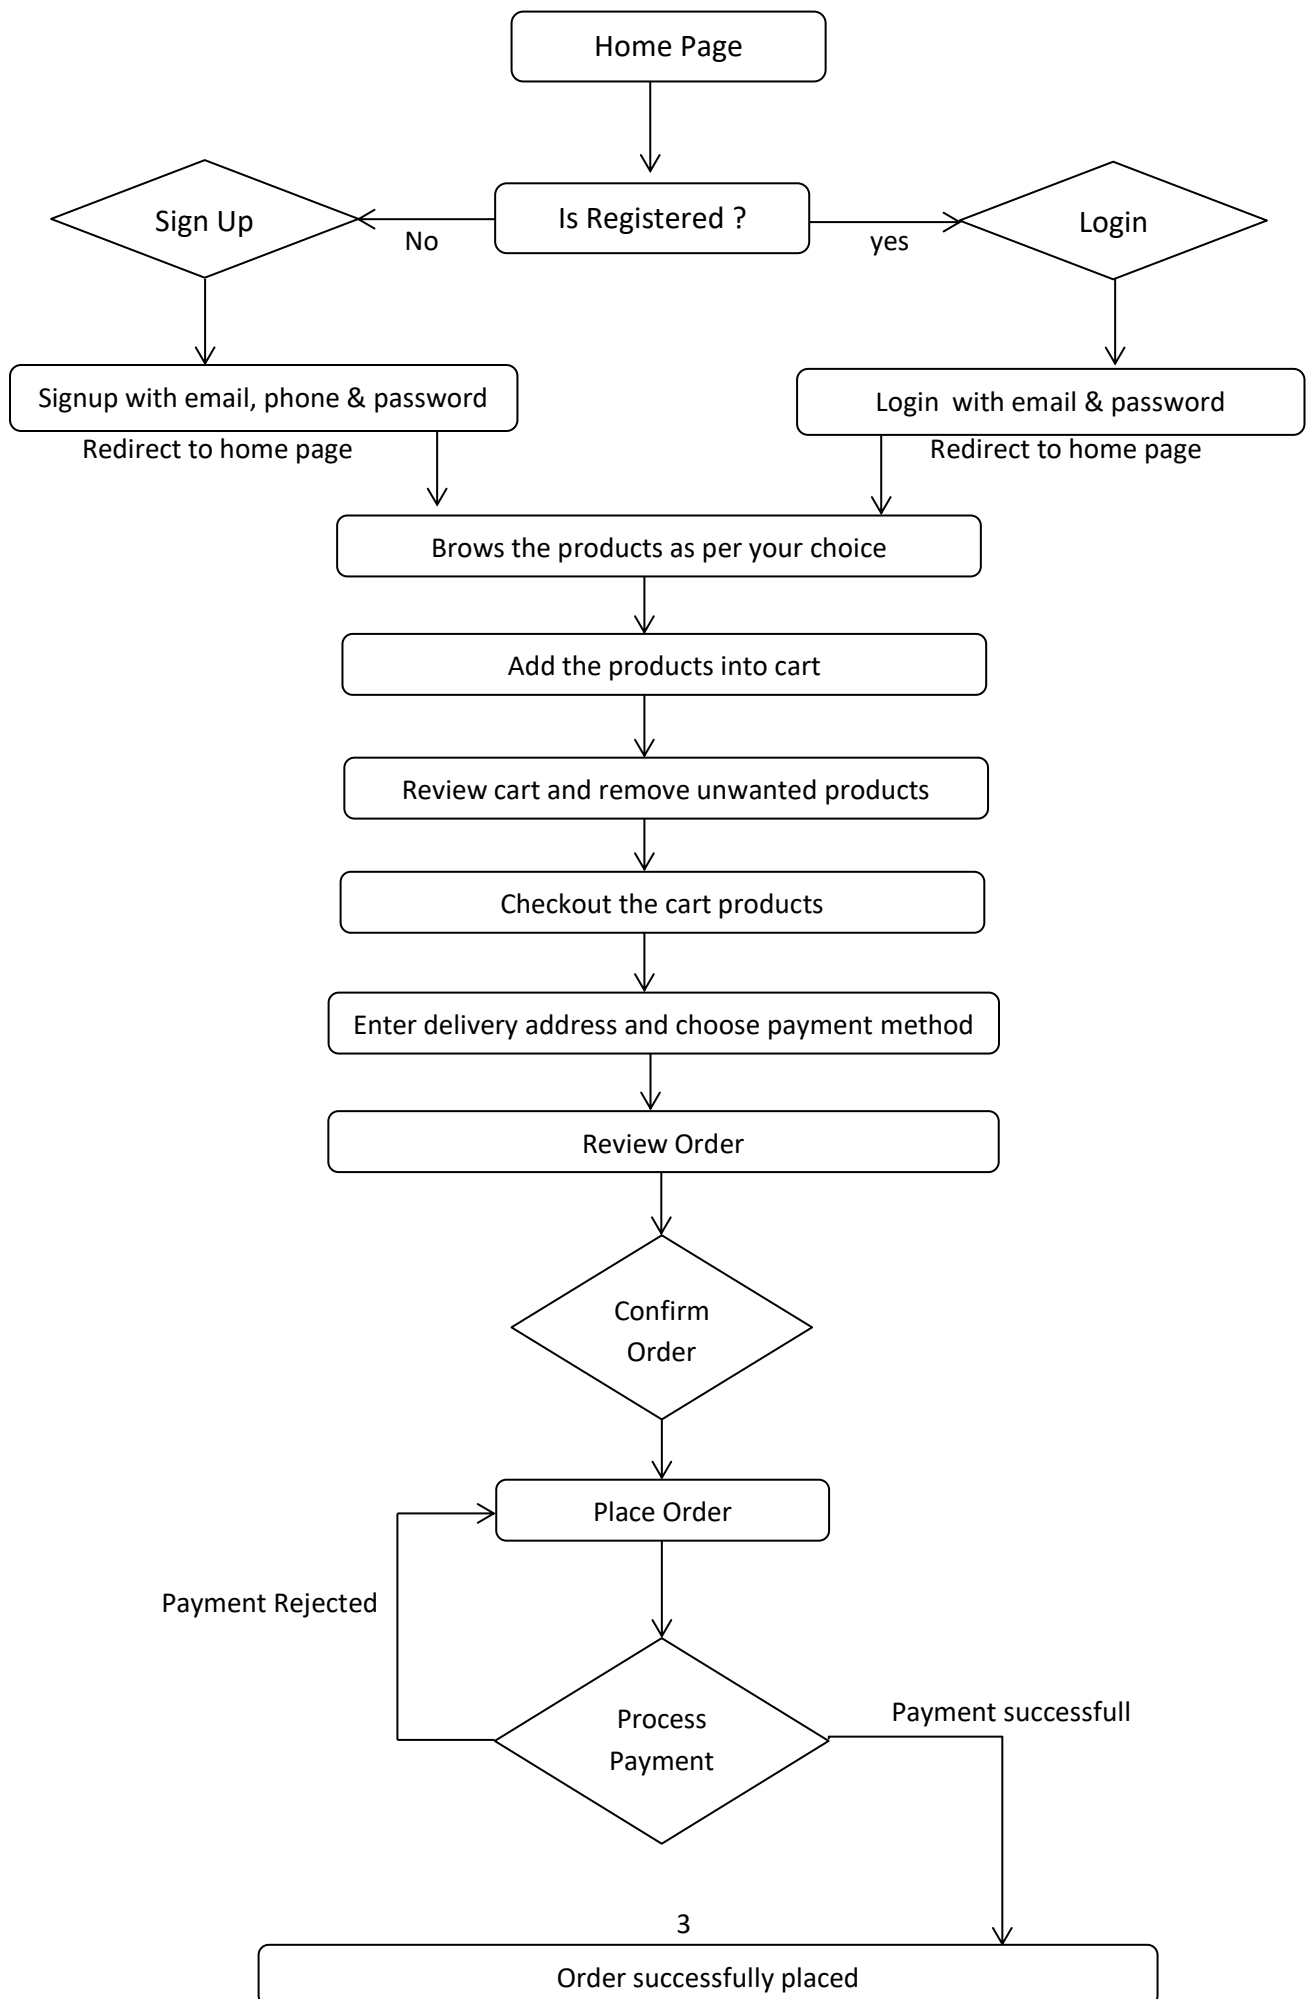 Home Page
Sign Up
No
Is Registered ?
yes
Login
Signup with email, phone & password
Login  with email & password
Redirect to home page
Redirect to home page
Brows the products as per your choice
Add the products into cart
Review cart and remove unwanted products
Checkout the cart products
Enter delivery address and choose payment method
Review Order
Confirm
Order
Place Order
Payment Rejected
Process
Payment
Payment successfull
3
Order successfully placed